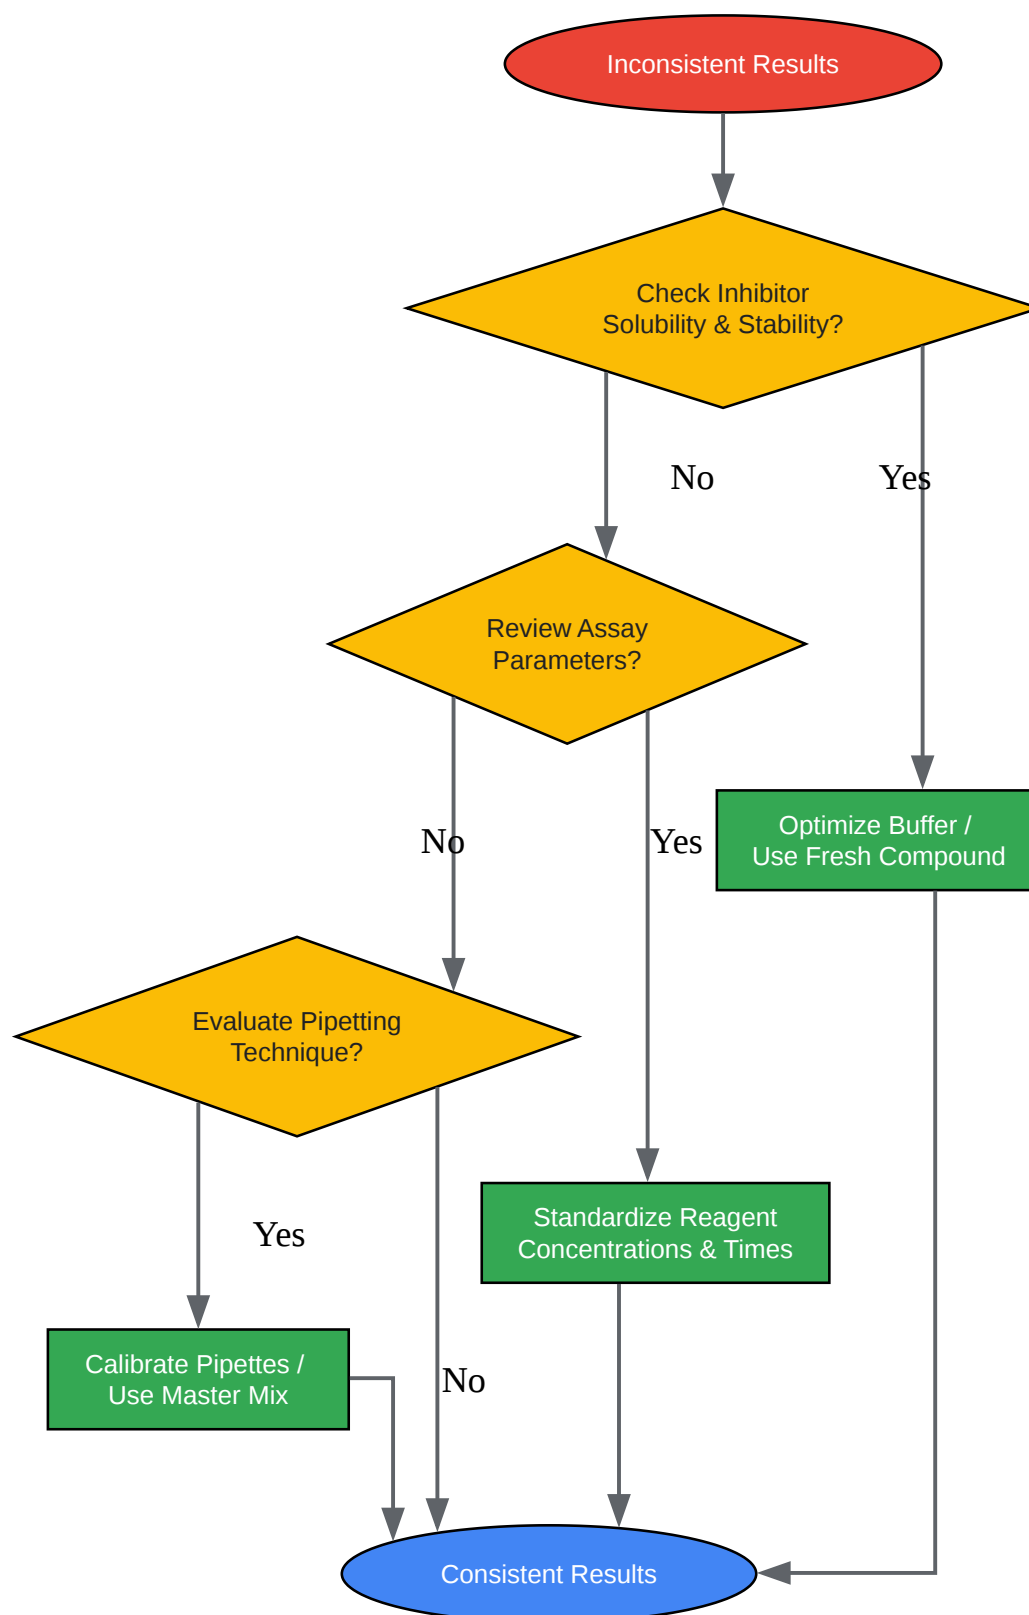 Inconsistent Results
Check Inhibitor
Solubility & Stability?
No
Yes
Review Assay
Parameters?
Optimize Buffer /
Use Fresh Compound
No
Yes
Evaluate Pipetting
Technique?
Standardize Reagent
Concentrations & Times
Yes
Calibrate Pipettes /
Use Master Mix
No
Consistent Results